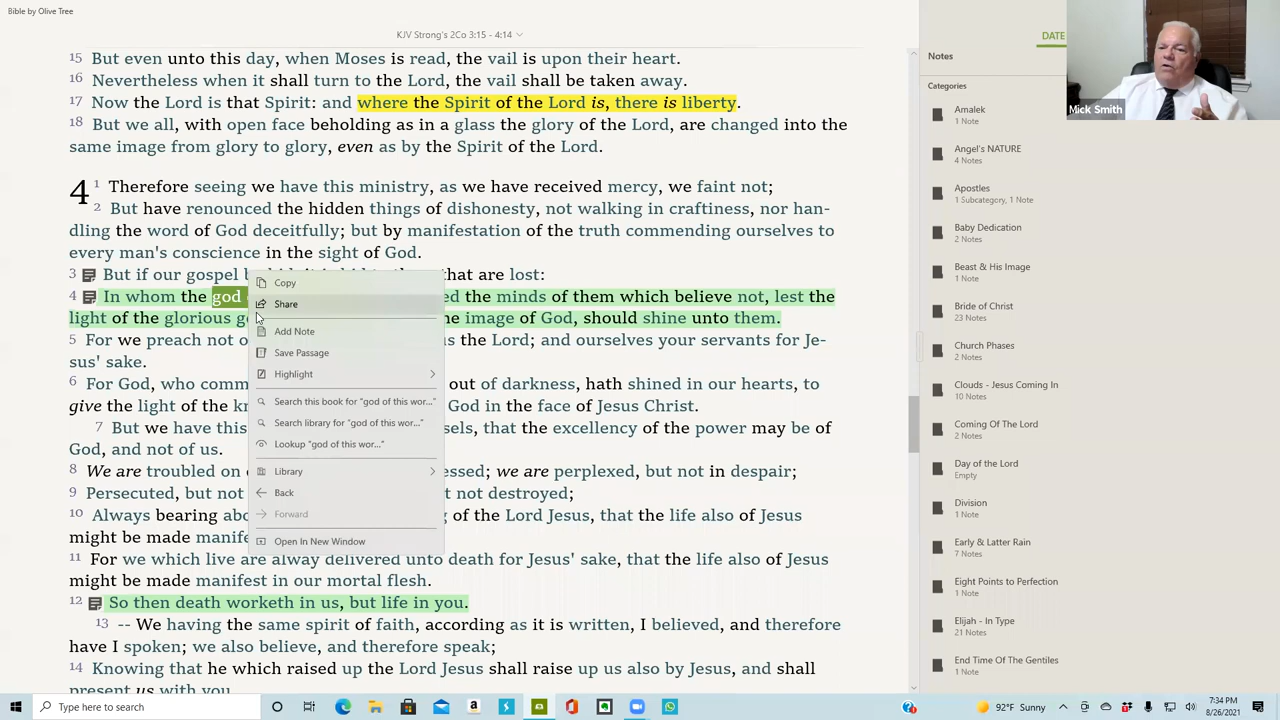 Bible by Olive Tree
KJV Strong's 2Co 3:15 - 4:14
15 But even unto this day, when Moses is read, the vail is upon their heart.
16 Nevertheless when it shall turn to the Lord, the vail shall be taken away.
17 Now the Lord is that Spirit: and where the Spirit of the Lord is, there is liberty.
18 But we all, with open face beholding as in a glass the glory of the Lord, are changed into the
same image from glory to glory, even as by the Spirit of the Lord.
4 1 Therefore seeing we have this ministry, as we have received mercy, we faint not;
2 But have renounced the hidden things of dishonesty, not walking in craftiness, nor han-
dling the word of God deceitfully; but by manifestation of the truth commending ourselves to
every man's conscience in the sight of God.
3 But if our gospel that are lost:
4 In whom the god the minds of them which believe not, lest the
light of the glorious image of God, should shine unto them.
5 For we preach not the Lord; and ourselves your servants for Je-
sus' sake.
6 For God, who out of darkness, hath shined in our hearts, to
give the light of the God in the face of Jesus Christ.
7 But we have this that the excellency of the power may be of
God, and not of us.
8 We are troubled on we are perplexed, but not in despair;
9 Persecuted, but not not destroyed;
10 Always bearing of the Lord Jesus, that the life also of Jesus
might be made
11 For we which live are alway delivered unto death for Jesus' sake, that the life also of Jesus
might be made manifest in our mortal flesh.
12 So then death worketh in us, but life in you.
13 -- We having the same spirit of faith, according as it is written, I believed, and therefore
have I spoken; we also believe, and therefore speak;
14 Knowing that he which raised up the Lord Jesus shall raise up us also by Jesus, and shall
present us with you.
Copy
Share
Add Note
Save Passage
Highlight
Search this book for "god of this wor..."
Search library for "god of this wor..."
Lookup "god of this wor..."
Library
Back
Forward
Open In New Window
DATE
Notes
Categories
Amalek
1 Note
Angel's NATURE
4 Notes
Apostles
1 Subcategory, 1 Note
Baby Dedication
2 Notes
Beast & His Image
1 Note
Bride of Christ
23 Notes
Church Phases
2 Notes
Clouds - Jesus Coming In
10 Notes
Coming Of The Lord
2 Notes
Day of the Lord
Empty
Division
1 Note
Early & Latter Rain
7 Notes
Eight Points to Perfection
1 Note
Elijah - In Type
21 Notes
End Time Of The Gentiles
1 Note
Mick Smith
Type here to search
92°F Sunny
7:34 PM
8/26/2021